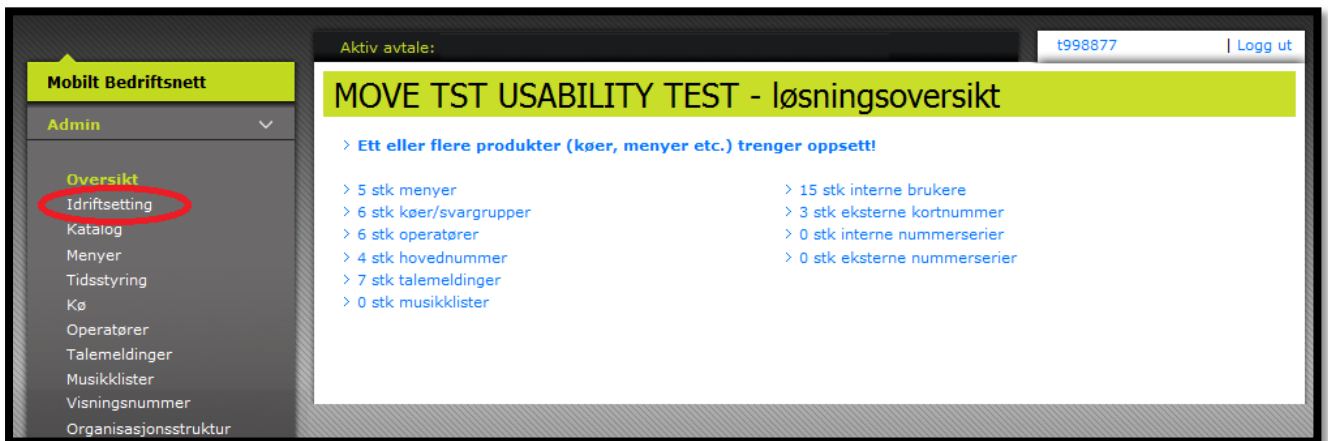 Aktiv avtale:
t998877 | Logg ut
Mobilt Bedriftsnett
Admin
Oversikt
Idriftsetting
Katalog
Menyer
Tidsstyring
Kø
Operatører
Talemeldinger
Musikklister
Visningsnummer
Organisasjonsstruktur
MOVE TST USABILITY TEST - løsningsoversikt
> Ett eller flere produkter (køer, menyer etc.) trenger oppsett!
> 5 stk menyer
> 6 stk køer/svargrupper
> 6 stk operatører
> 4 stk hovednummer
> 7 stk talemeldinger
> 0 stk musikklister
> 15 stk interne brukere
> 3 stk eksterne kortnummer
> 0 stk interne nummerserier
> 0 stk eksterne nummerserier